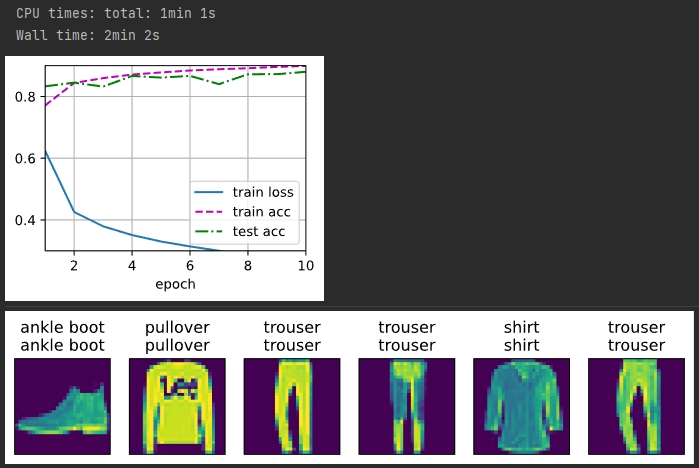 CPU times: total: 1min 1s
Wall time: 2min 2s
0.8
0.6
0.4
train loss
train acc
test acc
2 4 6 8 10
epoch
ankle boot pullover trouser trouser shirt trouser
ankle boot pullover trouser trouser shirt trouser
Lee